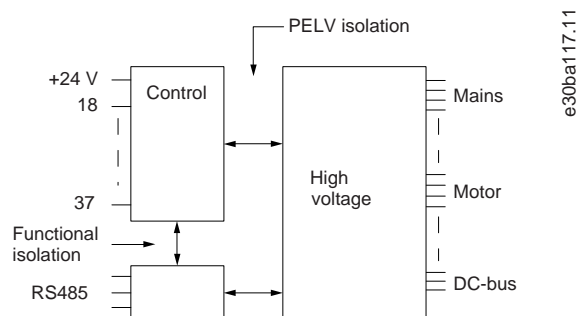 PELV isolation
+24 V
Control
18
Mains
High
voltage
37
Motor
Functional
isolation
RS485
DC-bus
e30ba117.11